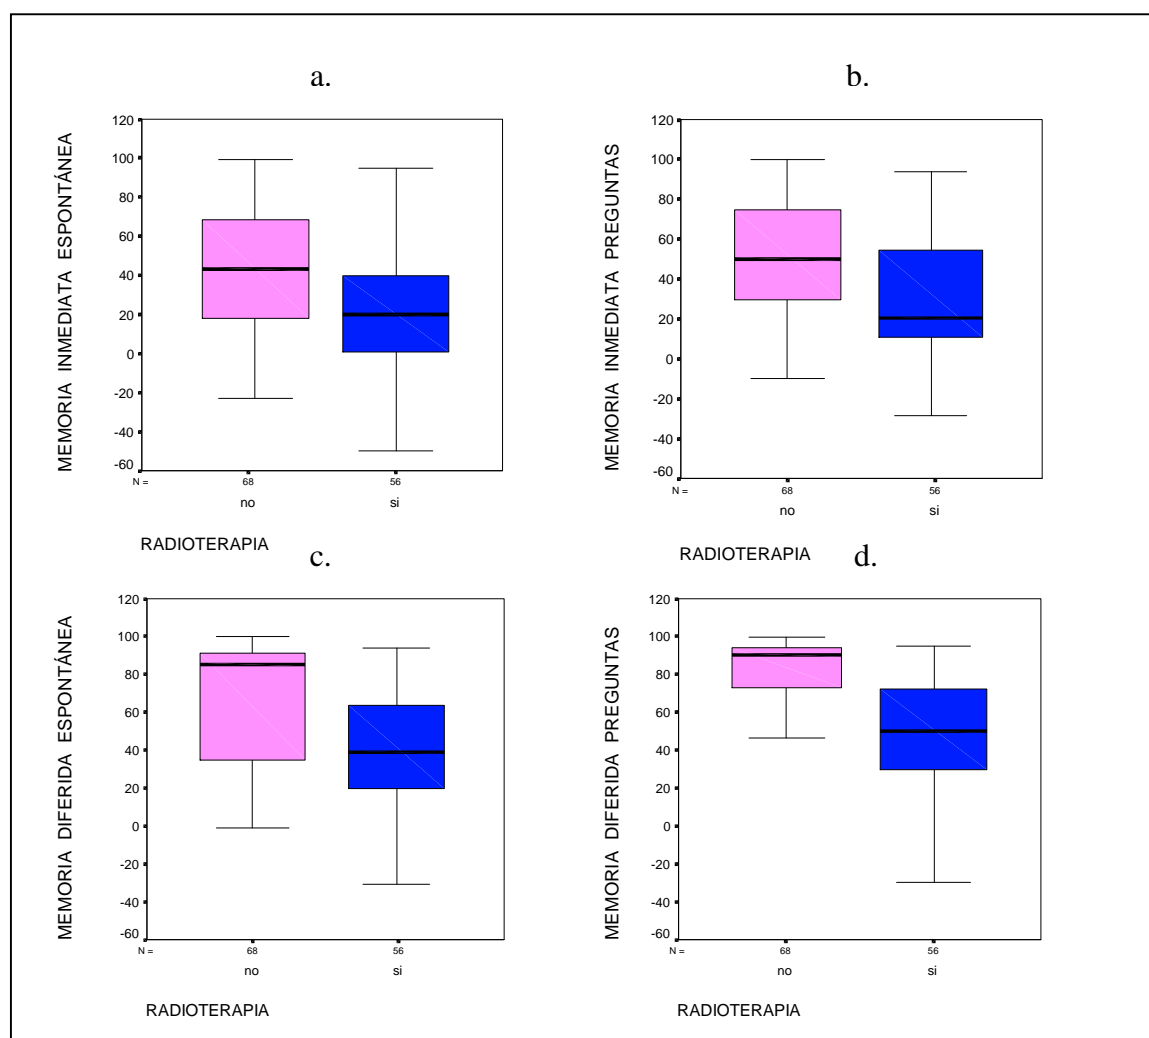 a.
MEMORIA INMEDIATA ESPONTÁNEA
120
100
80
60
40
20
0
-20
-40
-60
N =
68
56
no
si
RADIOTERAPIA
b.
MEMORIA INMEDIATA PREGUNTAS
120
100
80
60
40
20
0
-20
-40
-60
N =
68
56
no
si
RADIOTERAPIA
c.
MEMORIA DIFERIDA ESPONTÁNEA
120
100
80
60
40
20
0
-20
-40
-60
N =
68
56
no
si
RADIOTERAPIA
d.
MEMORIA DIFERIDA PREGUNTAS
120
100
80
60
40
20
0
-20
-40
-60
N =
68
56
no
si
RADIOTERAPIA